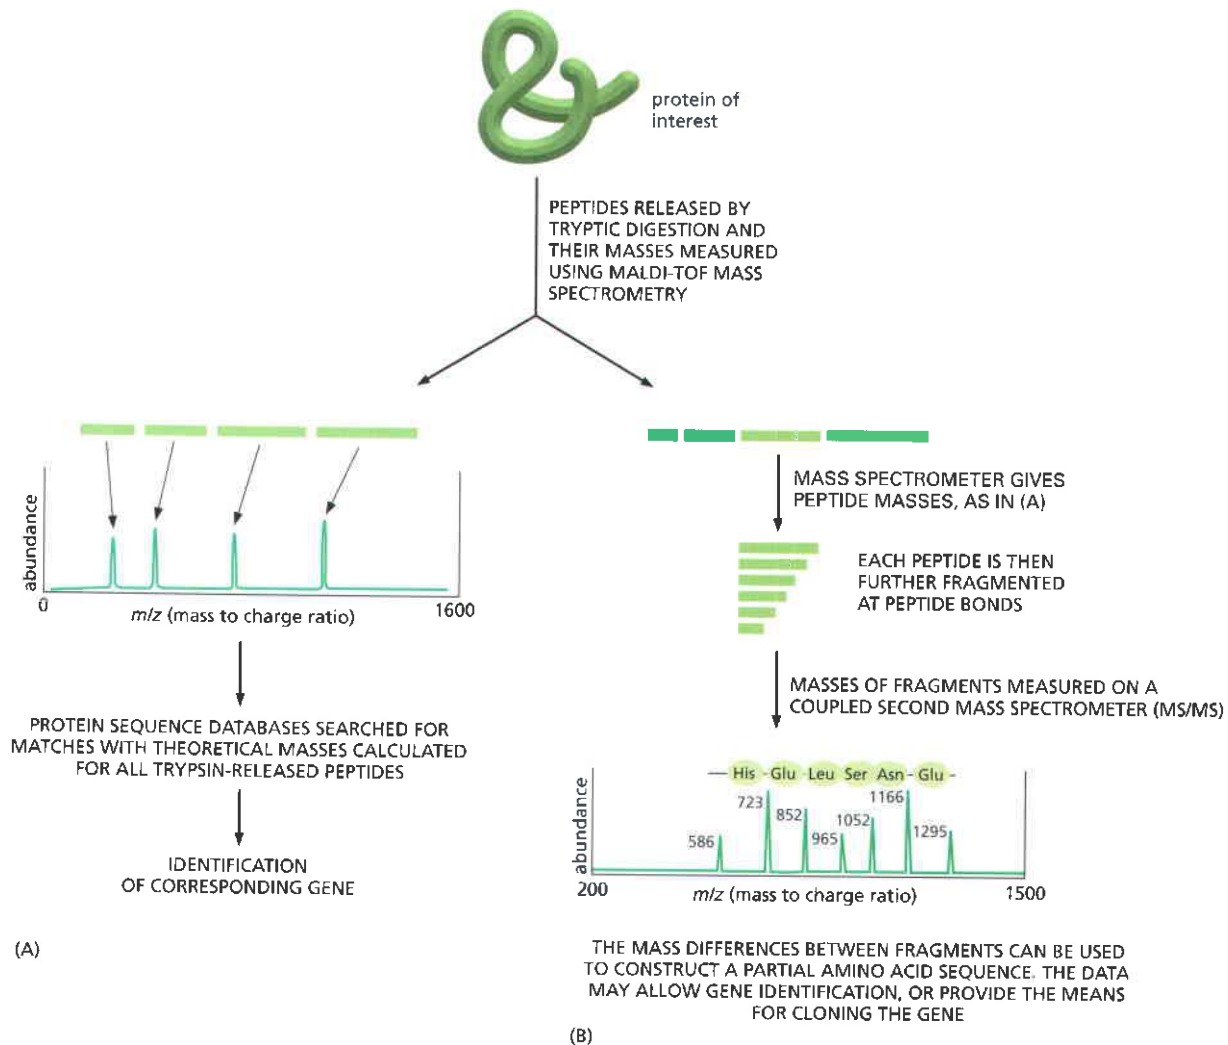 protein of
interest
PEPTIDES RELEASED BY
TRYPTIC DIGESTION AND
THEIR MASSES MEASURED
USING MALDI-TOF MASS
SPECTROMETRY
abundance
0
1600
m/z (mass to charge ratio)
PROTEIN SEQUENCE DATABASES SEARCHED FOR
MATCHES WITH THEORETICAL MASSES CALCULATED
FOR ALL TRYPSIN-RELEASED PEPTIDES
IDENTIFICATION
OF CORRESPONDING GENE
(A)
MASS SPECTROMETER GIVES
PEPTIDE MASSES, AS IN (A)
EACH PEPTIDE IS THEN
FURTHER FRAGMENTED
AT PEPTIDE BONDS
MASSES OF FRAGMENTS MEASURED ON A
COUPLED SECOND MASS SPECTROMETER (MS/MS)
— His - Glu - Leu Ser Asn - Glu -
abundance
586
723
852
965
1052
1166
1295
200
1500
m/z (mass to charge ratio)
THE MASS DIFFERENCES BETWEEN FRAGMENTS CAN BE USED
TO CONSTRUCT A PARTIAL AMINO ACID SEQUENCE. THE DATA
MAY ALLOW GENE IDENTIFICATION, OR PROVIDE THE MEANS
FOR CLONING THE GENE
(B)